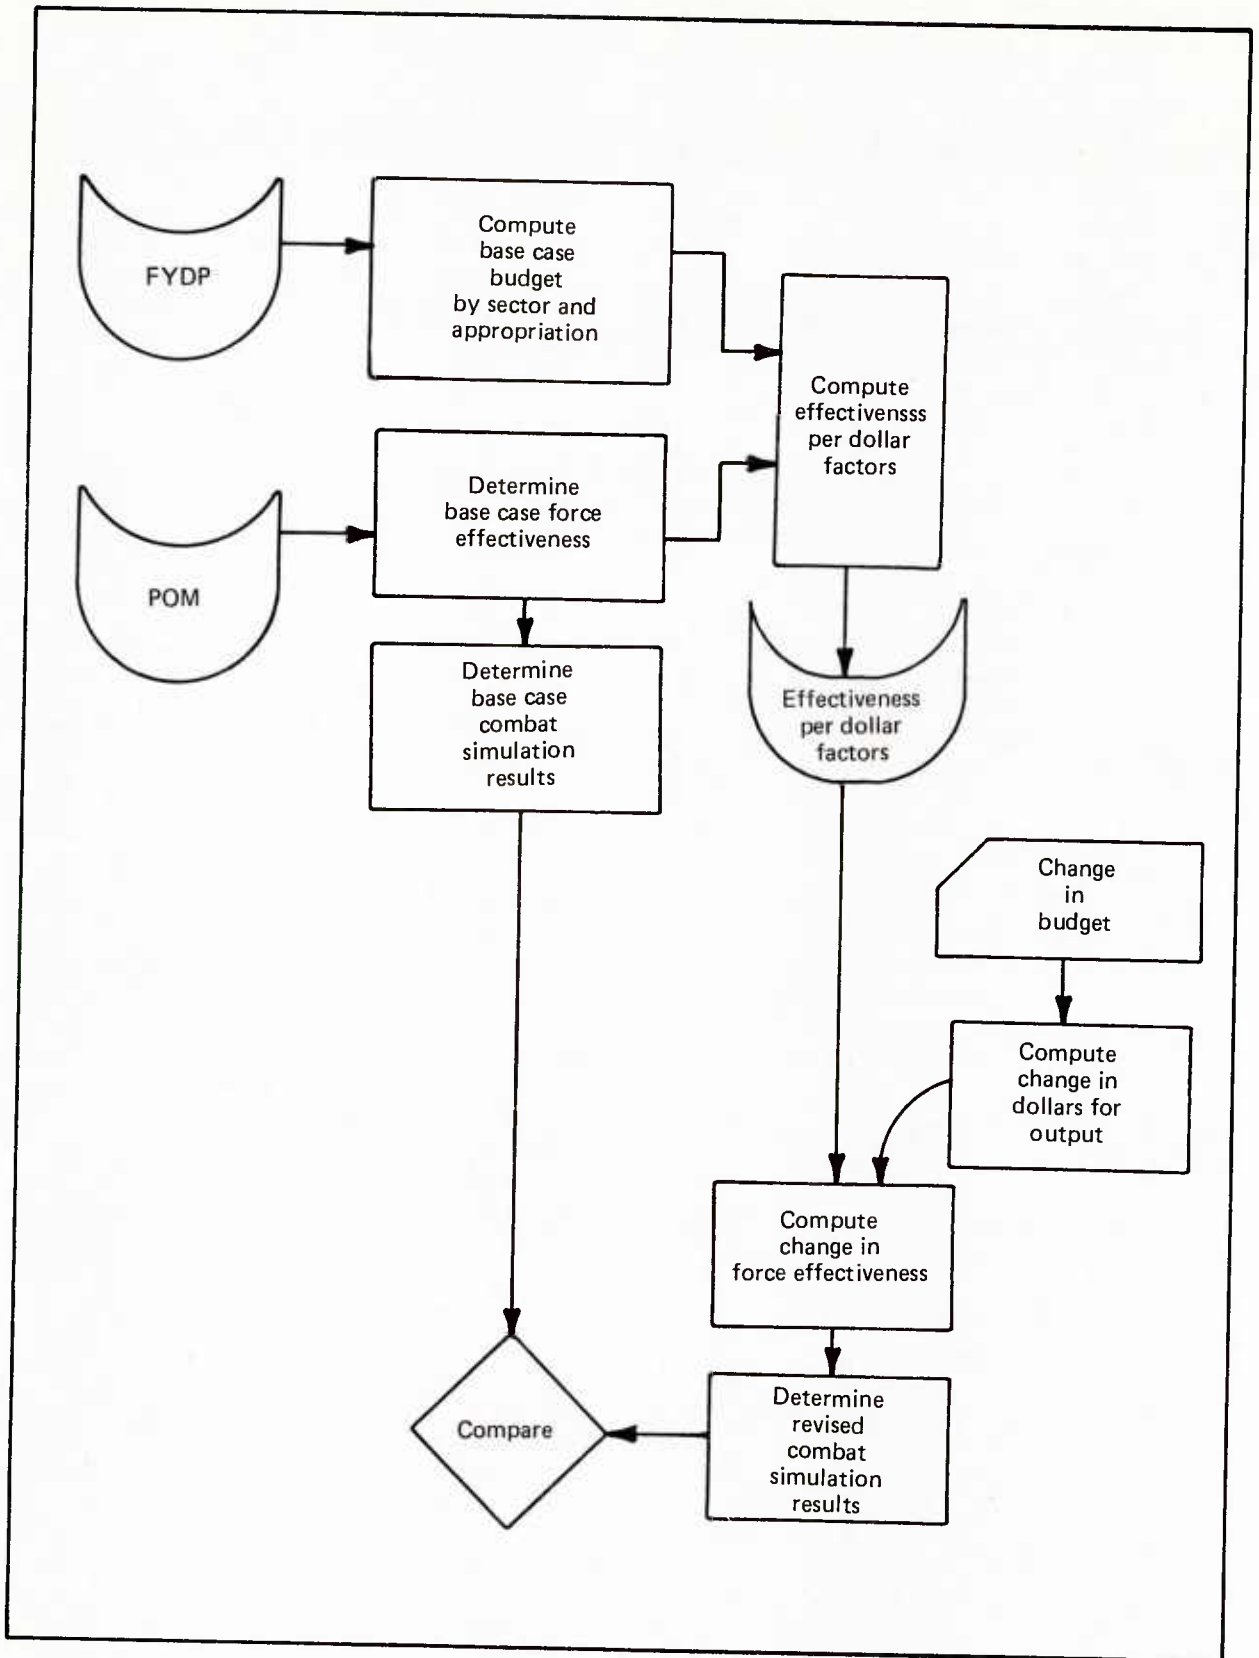 FYDP
Compute
base case
budget
by sector and
appropriation
Compute
effectivensss
per dollar
factors
POM
Determine
base case force
effectiveness
Determine
base case
combat
simulation
results
Effectiveness
per dollar
factors
Change
in
budget
Compute
change in
dollars for
output
Compute
change in
force effectiveness
Compare
Determine
revised
combat
simulation
results